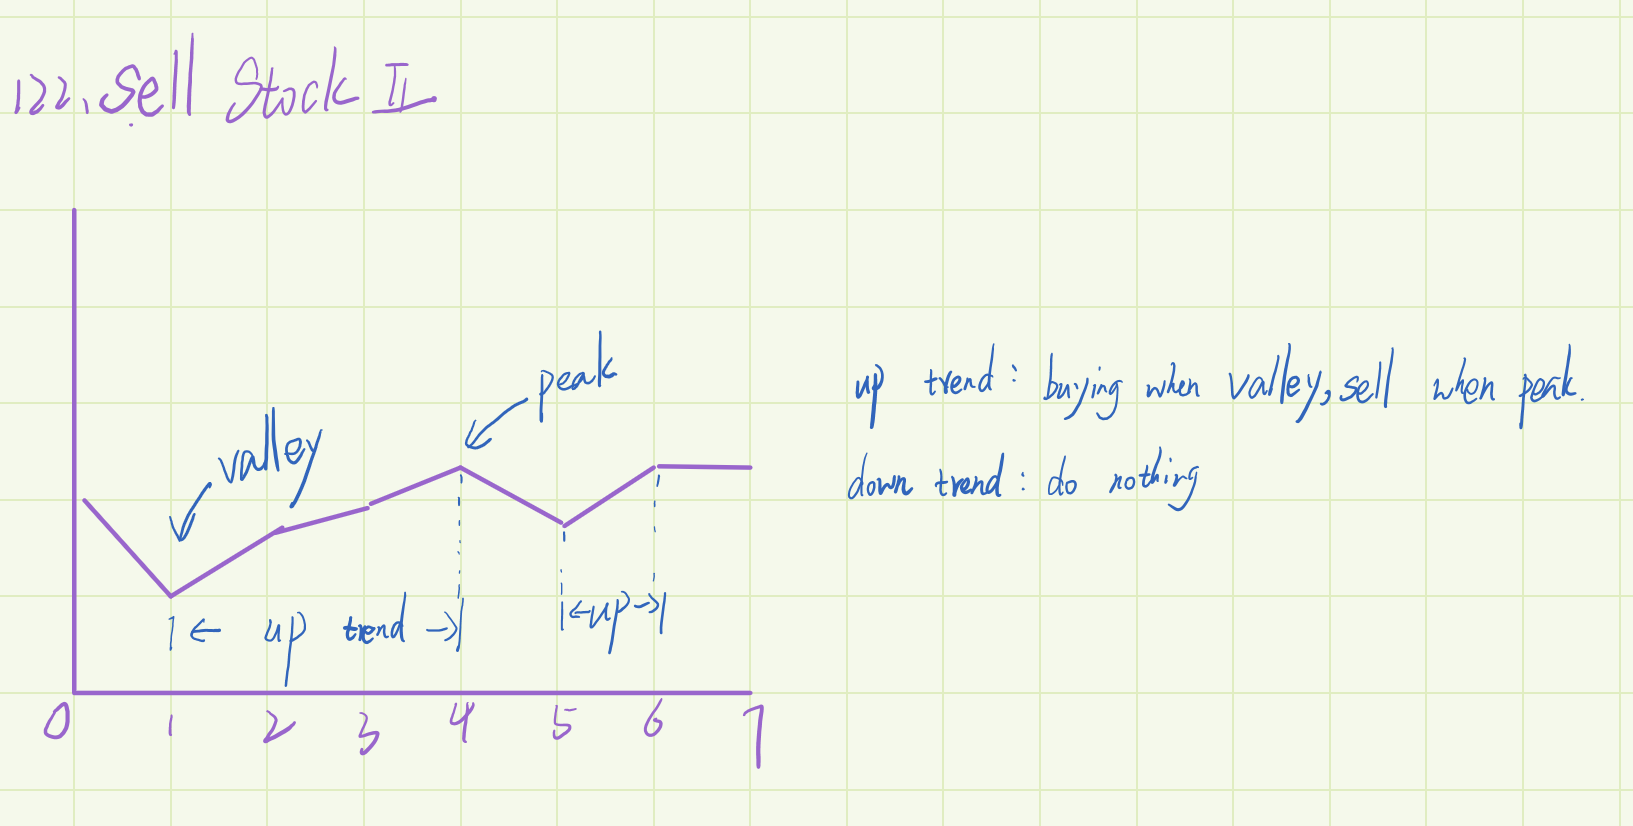 122. Sell Stock II
peak
up trend: buying when valley, sell when peak.
valley
down trend: do nothing
← up trend →
←up→
0 1 2 3 4 5 6 7